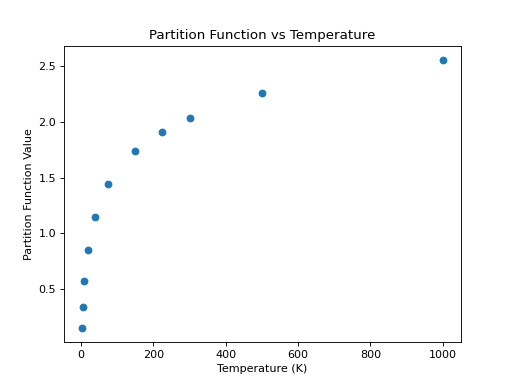 Partition Function vs Temperature
Partition Function Value
2.5
2.0
1.5
1.0
0.5
0 200 400 600 800 1000
Temperature (K)